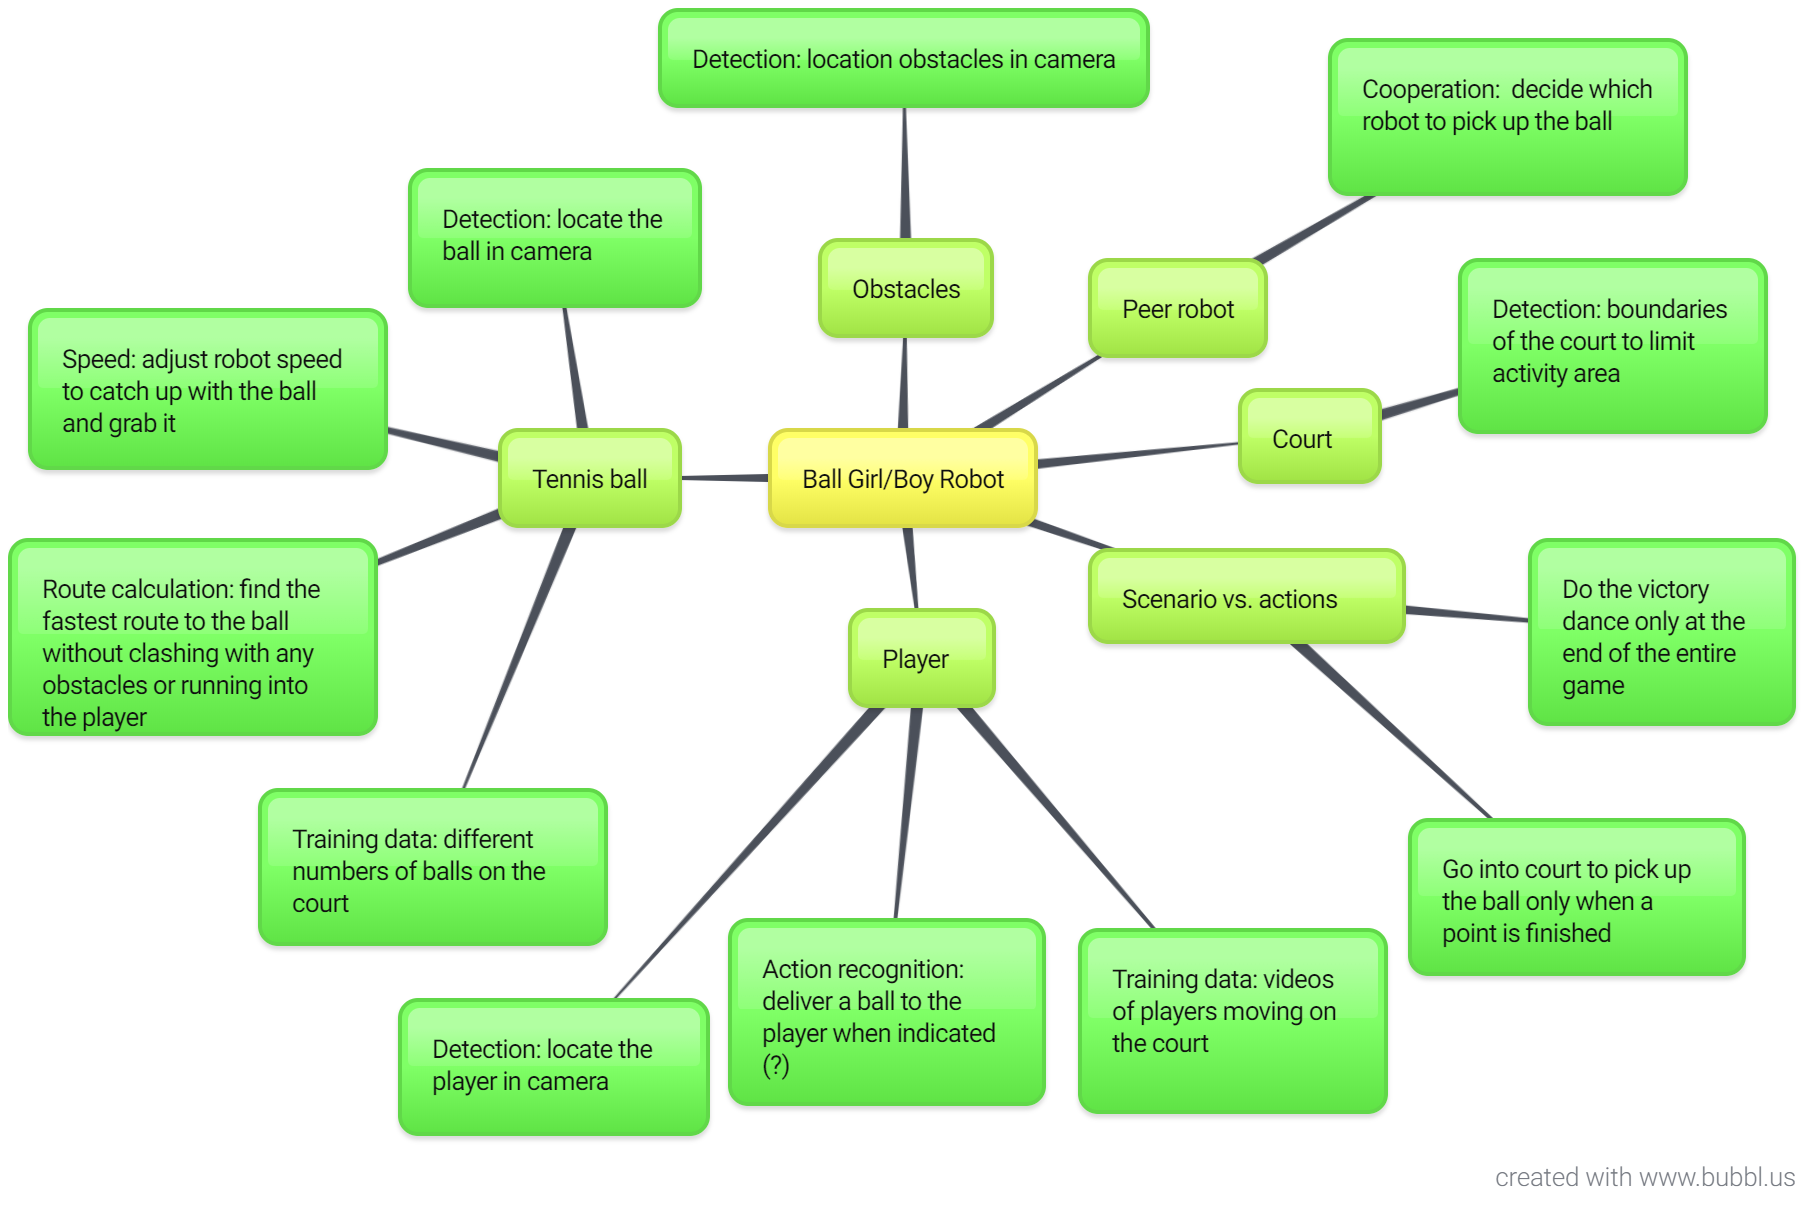 Detection: location obstacles in camera
Cooperation:  decide which
robot to pick up the ball
Detection: locate the
ball in camera
Obstacles
Peer robot
Detection: boundaries
of the court to limit
activity area
Speed: adjust robot speed
to catch up with the ball
and grab it
Court
Tennis ball
Ball Girl/Boy Robot
Route calculation: find the
fastest route to the ball
without clashing with any
obstacles or running into
the player
Scenario vs. actions
Do the victory
dance only at the
end of the entire
game
Player
Training data: different
numbers of balls on the
court
Go into court to pick up
the ball only when a
point is finished
Action recognition:
deliver a ball to the
player when indicated
(?)
Training data: videos
of players moving on
the court
Detection: locate the
player in camera
created with www.bubbl.us